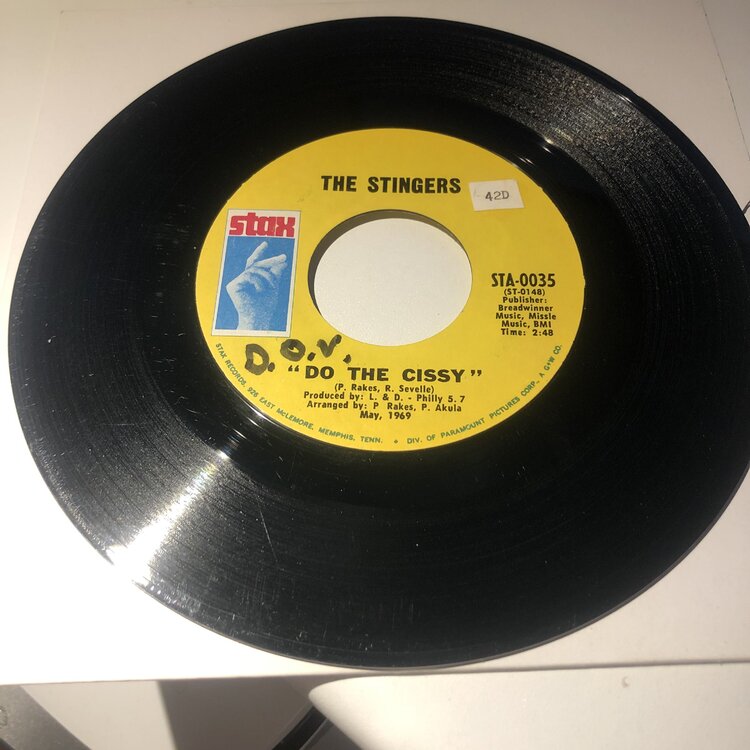 THE STINGERS
42D
stax
STA-0035
(ST-0148)
Publisher:
Breadwinner
Music, Missle
Music, BMI
Time: 2:48
D.O.V.
"DO THE CISSY"
(P. Rakes, R. Sevelle)
Produced by: L. & D. - Philly 5. 7
Arranged by: P Rakes, P. Akula
May, 1969
STAX RECORDS, 926 EAST McLEMORE, MEMPHIS, TENN. • DIV. OF PARAMOUNT PICTURES CORP., A G+W CO.